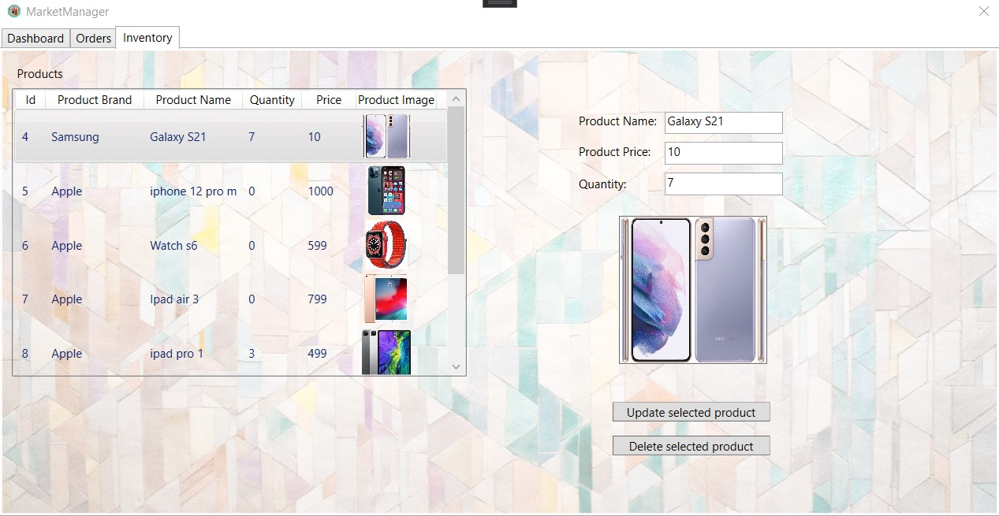 MarketManager
Dashboard Orders Inventory
Products
Id Product Brand Product Name Quantity Price Product Image
4 Samsung Galaxy S21 7 10
5 Apple iphone 12 pro m 0 1000
6 Apple Watch s6 0 599
7 Apple Ipad air 3 0 799
8 Apple ipad pro 1 3 499
Product Name: Galaxy S21
Product Price: 10
Quantity: 7
SAMSUNG
Update selected product
Delete selected product